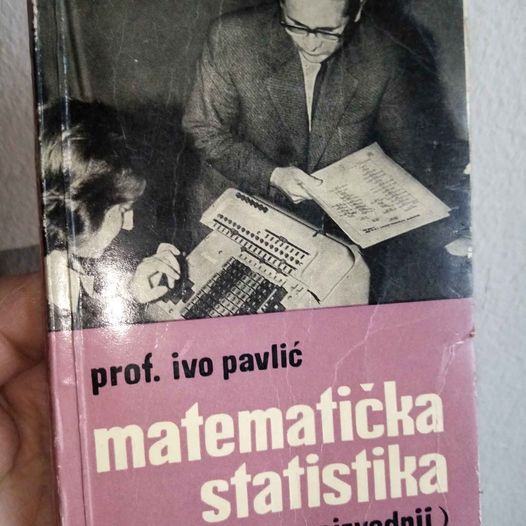 prof. ivo pavlić
matematička
statistika